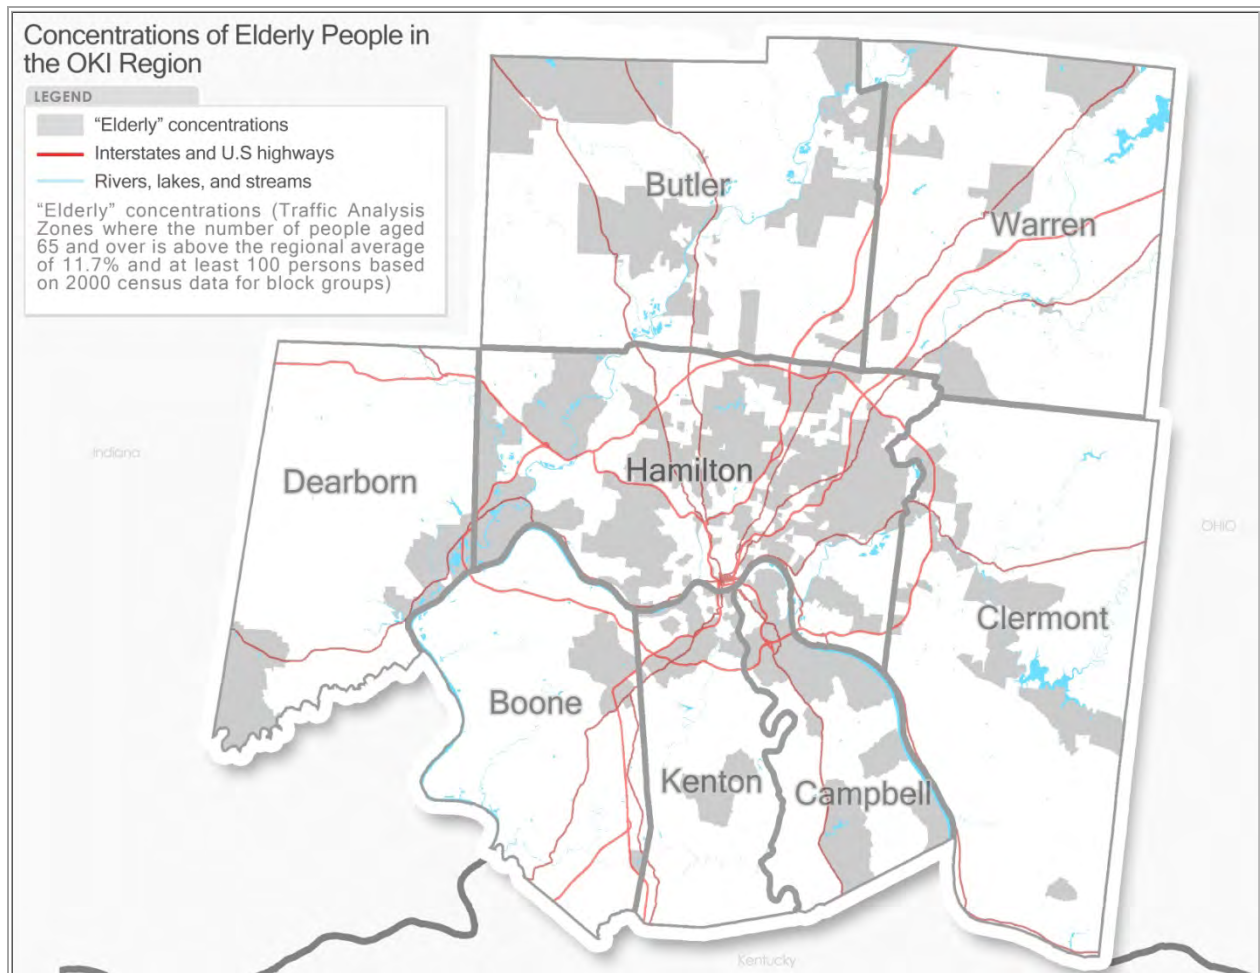 Concentrations of Elderly People in
the OKI Region
LEGEND
“Elderly” concentrations
Interstates and U.S highways
Rivers, lakes, and streams
“Elderly” concentrations (Traffic Analysis
Zones where the number of people aged
65 and over is above the regional average
of 11.7% and at least 100 persons based
on 2000 census data for block groups)
Butler
Warren
Indiana
Dearborn
Hamilton
OHIO
Clermont
Boone
Kenton
Campbell
Kentucky